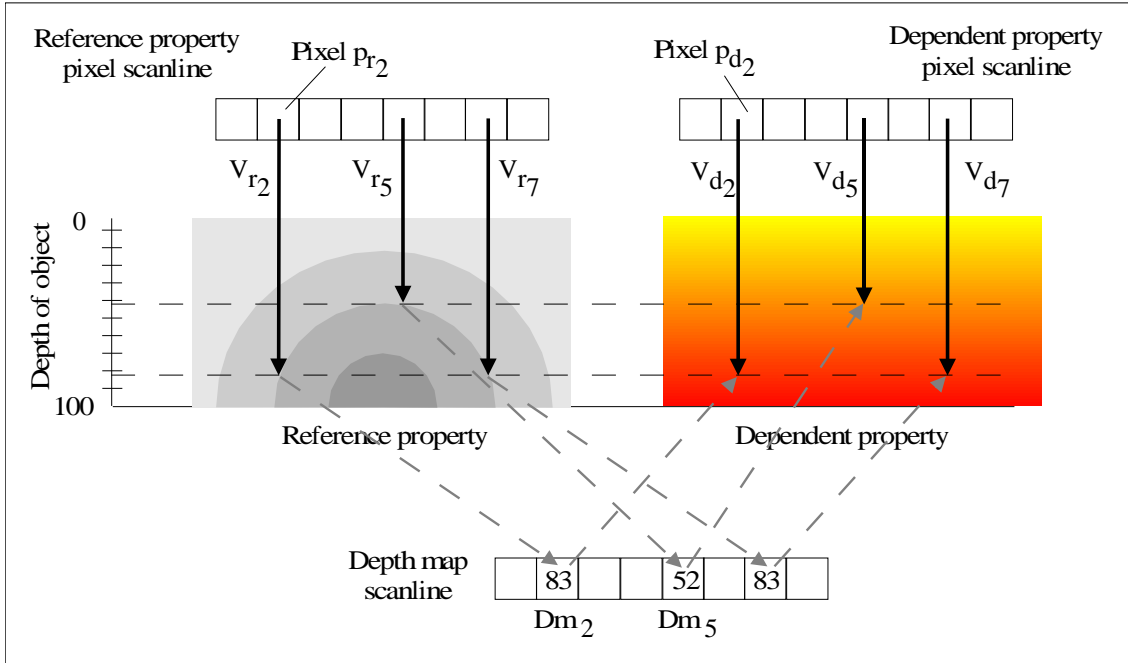 Reference property
pixel scanline
Pixel pr2
Pixel pd2
Dependent property
pixel scanline
Vr2
Vr5
Vr7
Vd2
Vd5
Vd7
Depth of object
0
100
Reference property
Dependent property
Depth map
scanline
83
52
83
Dm2
Dm5